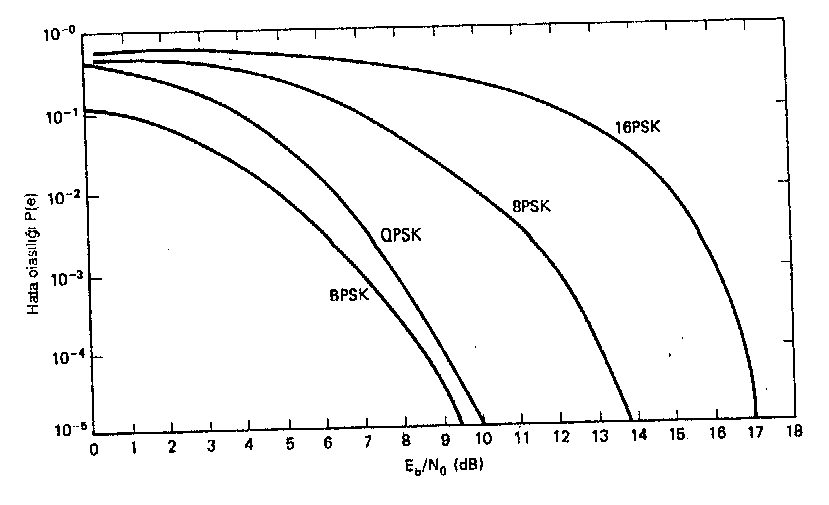 10⁻⁰
10⁻¹
10⁻²
10⁻³
10⁻⁴
10⁻⁵
Hata olasılığı P(e)
16PSK
8PSK
QPSK
BPSK
0 1 2 3 4 5 6 7 8 9 10 11 12 13 14 15 16 17 18
E_b/N₀ (dB)